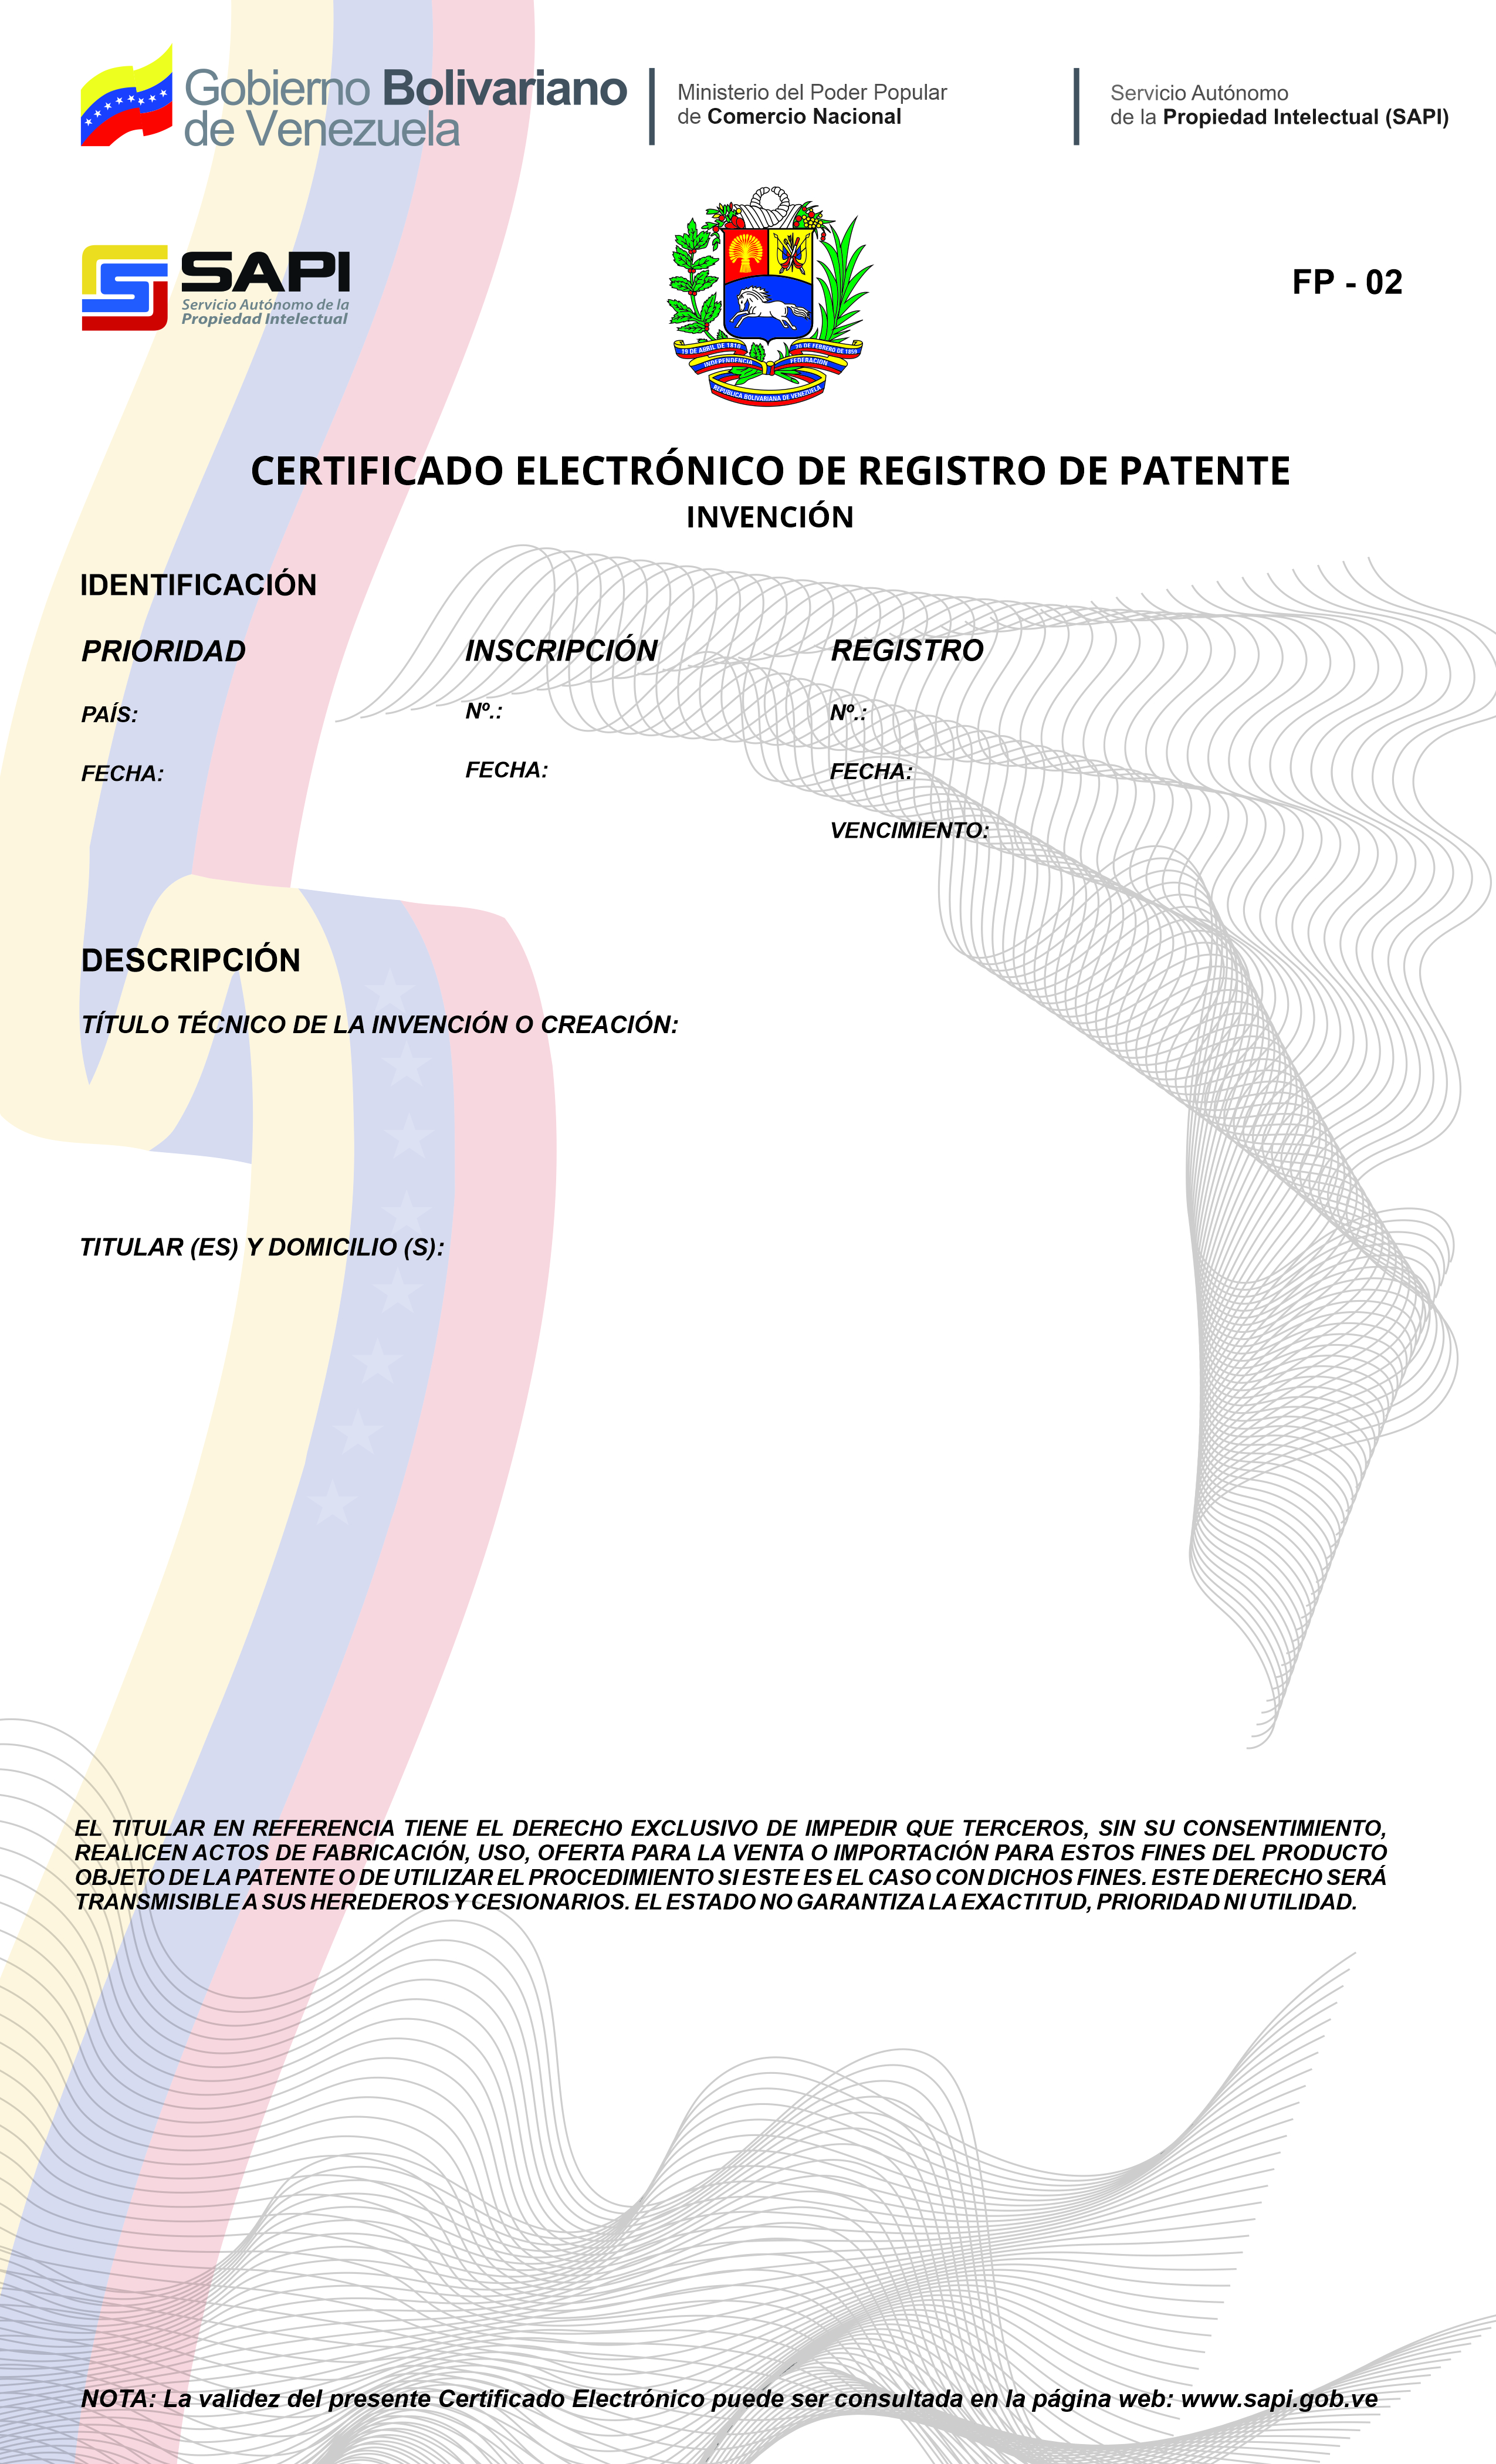 Gobierno Bolivariano
de Venezuela
Ministerio del Poder Popular
de Comercio Nacional
Servicio Autónomo
de la Propiedad Intelectual (SAPI)
SAPI
Servicio Autónomo de la
Propiedad Intelectual
19 DE ABRIL DE 1810
20 DE FEBRERO DE 1859
INDEPENDENCIA
FEDERACION
REPUBLICA BOLIVARIANA DE VENEZUELA
FP - 02
CERTIFICADO ELECTRÓNICO DE REGISTRO DE PATENTE
INVENCIÓN
IDENTIFICACIÓN
PRIORIDAD
PAÍS:
FECHA:
INSCRIPCIÓN
Nº.:
FECHA:
REGISTRO
Nº.:
FECHA:
VENCIMIENTO:
DESCRIPCIÓN
TÍTULO TÉCNICO DE LA INVENCIÓN O CREACIÓN:
TITULAR (ES) Y DOMICILIO (S):
EL TITULAR EN REFERENCIA TIENE EL DERECHO EXCLUSIVO DE IMPEDIR QUE TERCEROS, SIN SU CONSENTIMIENTO,
REALICEN ACTOS DE FABRICACIÓN, USO, OFERTA PARA LA VENTA O IMPORTACIÓN PARA ESTOS FINES DEL PRODUCTO
OBJETO DE LA PATENTE O DE UTILIZAR EL PROCEDIMIENTO SI ESTE ES EL CASO CON DICHOS FINES. ESTE DERECHO SERÁ
TRANSMISIBLE A SUS HEREDEROS Y CESIONARIOS. EL ESTADO NO GARANTIZA LA EXACTITUD, PRIORIDAD NI UTILIDAD.
NOTA: La validez del presente Certificado Electrónico puede ser consultada en la página web: www.sapi.gob.ve